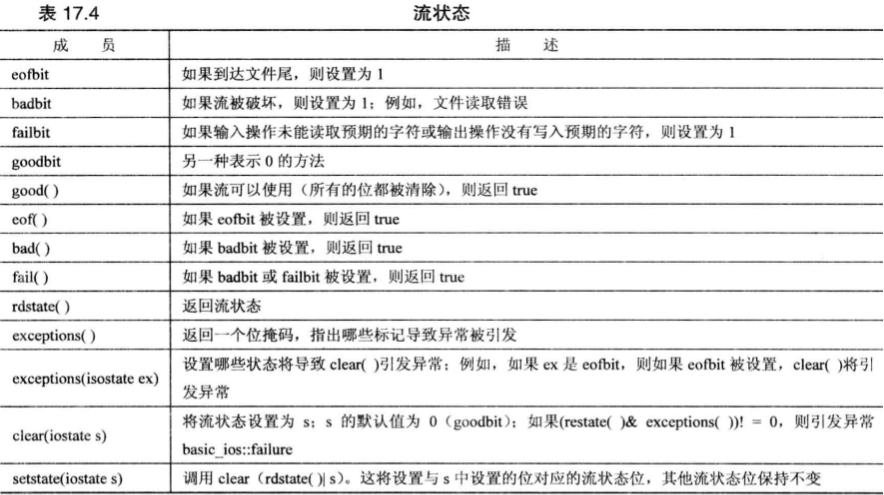 表 17.4 流状态
成 员 描 述
eofbit 如果到达文件尾，则设置为 1
badbit 如果流被破坏，则设置为 1；例如，文件读取错误
failbit 如果输入操作未能读取预期的字符或输出操作没有写入预期的字符，则设置为 1
goodbit 另一种表示 0 的方法
good( ) 如果流可以使用（所有的位都被清除），则返回 true
eof( ) 如果 eofbit 被设置，则返回 true
bad( ) 如果 badbit 被设置，则返回 true
fail( ) 如果 badbit 或 failbit 被设置，则返回 true
rdstate( ) 返回流状态
exceptions( ) 返回一个位掩码，指出哪些标记导致异常被引发
exceptions(isostate ex) 设置哪些状态将导致 clear( )引发异常；例如，如果 ex 是 eofbit，则如果 eofbit 被设置，clear( )将引
发异常
clear(iostate s) 将流状态设置为 s；s 的默认值为 0（goodbit）；如果(restate( )& exceptions( ))! = 0，则引发异常
basic_ios::failure
setstate(iostate s) 调用 clear（rdstate( )| s）。这将设置与 s 中设置的位对应的流状态位，其他流状态位保持不变